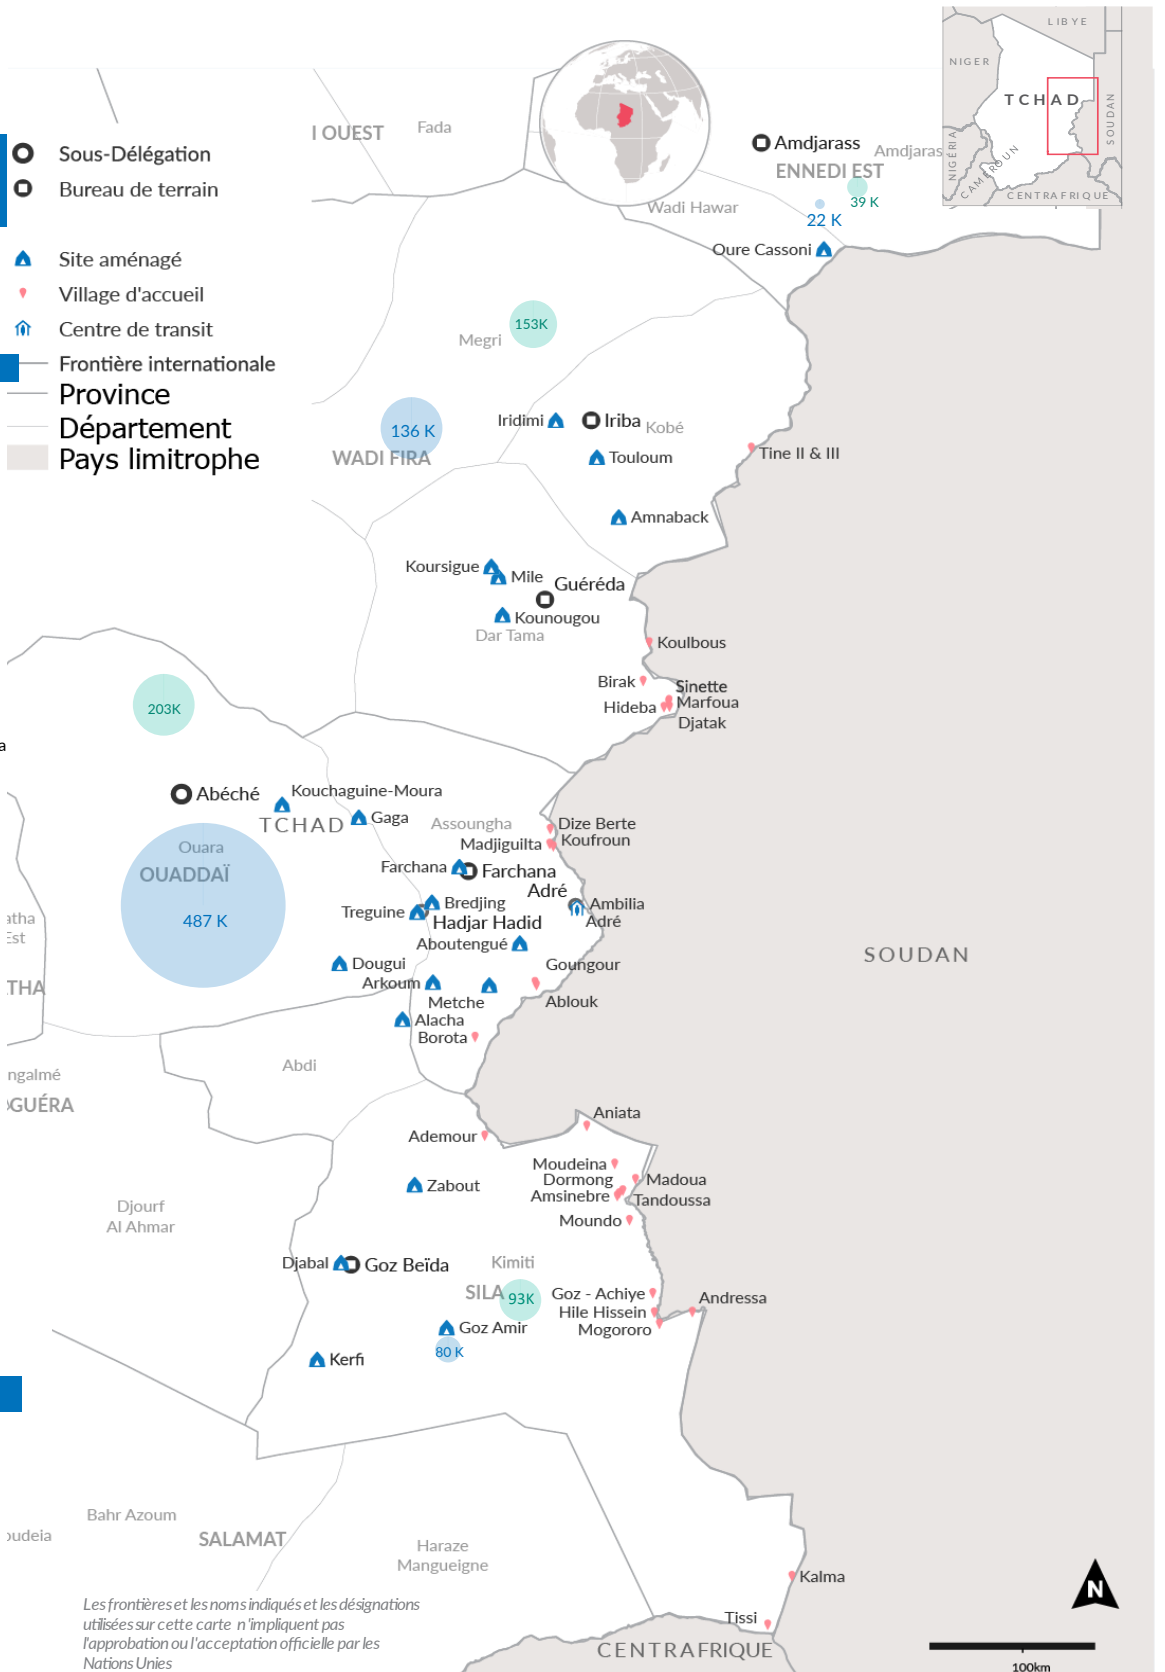 LIBYE
NIGER
TCHAD
SOUDAN
NIGÉRIA
CAMEROUN
CENTRAFRIQUE
I OUEST
Fada
Amdjarass
Amdjaras
ENNEDI EST
39 K
22 K
Wadi Hawar
Oure Cassoni
Sous-Délégation
Bureau de terrain
Site aménagé
Village d'accueil
Centre de transit
Frontière internationale
Province
Département
Pays limitrophe
153K
Megri
136 K
WADI FIRA
Iridimi
Iriba
Kobé
Touloum
Tine II & III
Amnaback
Koursigue
Mile
Guéréda
Kounougou
Dar Tama
Koulbous
Birak
Sinette
Hideba
Marfoua
Djatak
203K
a
Abéché
Kouchaguine-Moura
TCHAD
Gaga
Assoungha
Dize Berte
Madjiguilta
Koufroun
Ouara
OUADDAÏ
487 K
Farchana
Farchana
Adré
Bredjing
Ambilia
Treguine
Hadjar Hadid
Adré
Aboutengué
SOUDAN
Dougui
Goungour
Arkoum
Metche
Ablouk
Alacha
Borota
atha
Est
THA
Abdi
ngalmé
GUÉRA
Aniata
Ademour
Moudeina
Dormong
Madoua
Amsinebre
Tandoussa
Zabout
Moundo
Djourf
Al Ahmar
Djabal
Goz Beïda
Kimiti
SILA
93K
Goz - Achiye
Andressa
Hile Hissein
Mogororo
Goz Amir
80 K
Kerfi
Bahr Azoum
oudeia
SALAMAT
Haraze
Mangueigne
Kalma
Tissi
N
CENTRAFRIQUE
100km
Les frontières et les noms indiqués et les désignations
utilisées sur cette carte n'impliquent pas
l'approbation ou l'acceptation officielle par les
Nations Unies